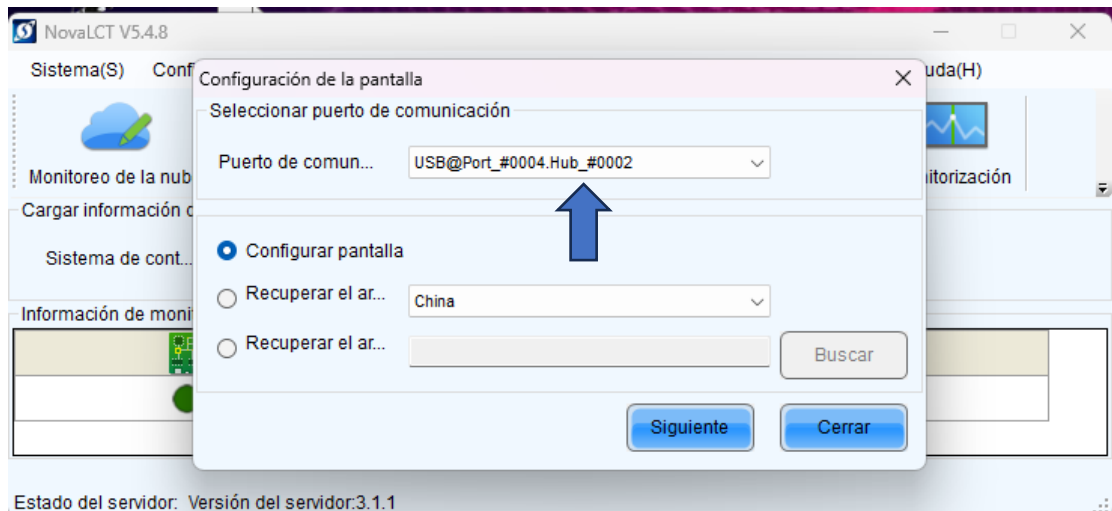 NovaLCT V5.4.8
Sistema(S) Conf
uda(H)
Configuración de la pantalla
Seleccionar puerto de comunicación
Puerto de comun... USB@Port_#0004.Hub_#0002
Monitoreo de la nub
itorización
Cargar información
Sistema de cont...
Configurar pantalla
Recuperar el ar... China
Información de moni
Recuperar el ar... Buscar
Siguiente Cerrar
Estado del servidor: Versión del servidor:3.1.1